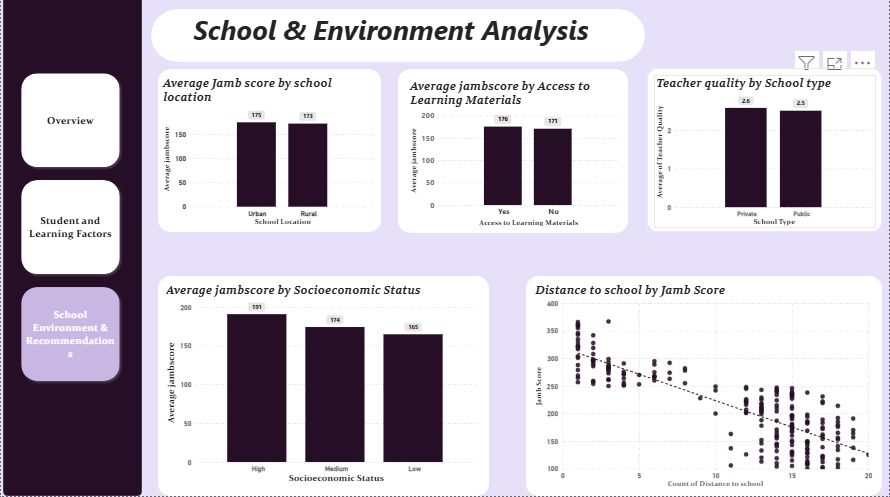 School & Environment Analysis
Overview
Student and
Learning Factors
School
Environment &
Recommendation
s
Average Jamb score by school
location
Average jambscore
150
100
50
0
175
173
Urban
Rural
School Location
Average jambscore by Access to
Learning Materials
Average jambscore
200
150
100
50
0
176
171
Yes
No
Access to Learning Materials
Teacher quality by School type
Average of Teacher Quality
2
1
0
2.6
2.5
Private
Public
School Type
Average jambscore by Socioeconomic Status
Average jambscore
200
150
100
50
0
191
174
165
High
Medium
Low
Socioeconomic Status
Distance to school by Jamb Score
Jamb Score
400
350
300
250
200
150
100
0
5
10
15
20
Count of Distance to school